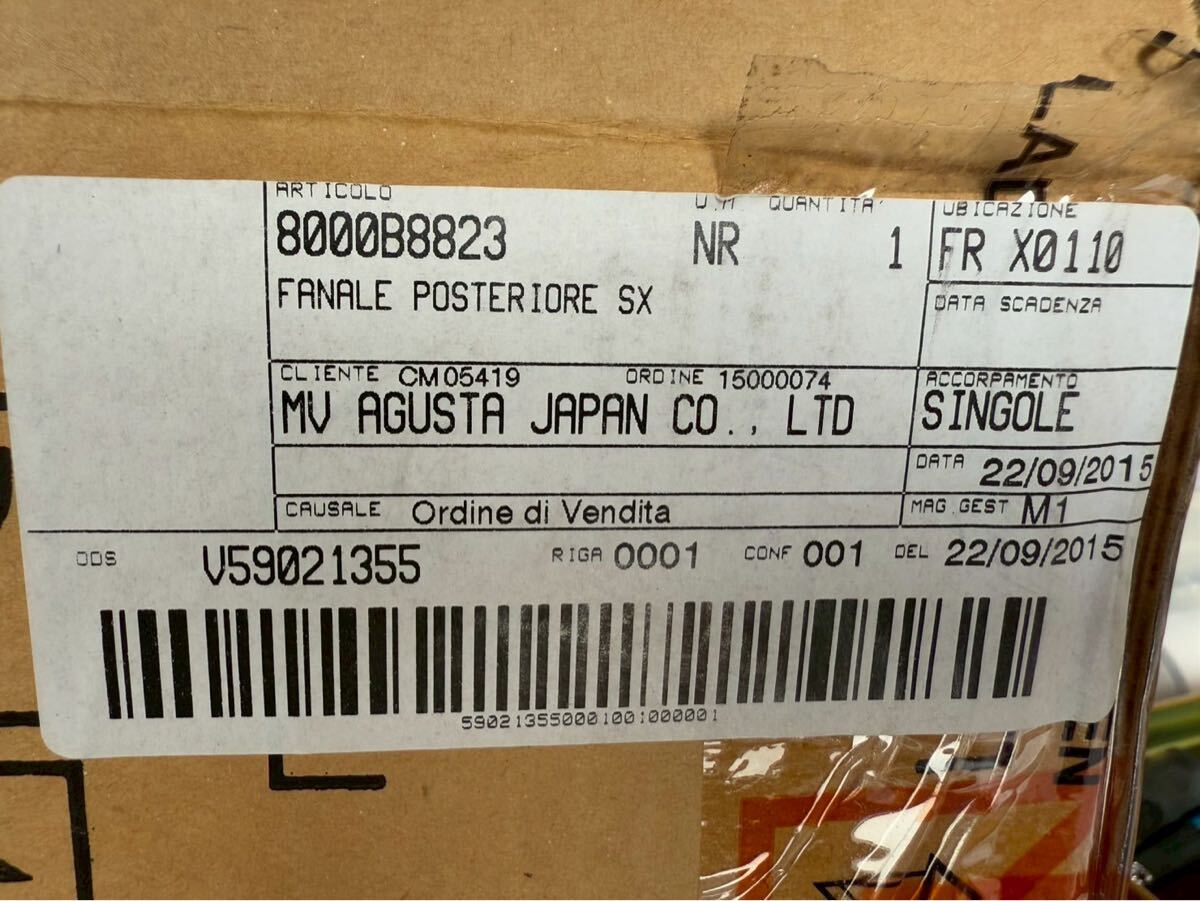 ARTICOLO U.M QUANTITA' UBICAZIONE
8000B8823 NR 1 FR X0110
FANALE POSTERIORE SX DATA SCADENZA
CLIENTE CM05419 ORDINE 15000074 ACCORPAMENTO
MV AGUSTA JAPAN CO., LTD SINGOLE
DATA 22/09/2015
CAUSALE Ordine di Vendita MAG.GEST M1
DDS V59021355 RIGA 0001 CONF 001 DEL 22/09/2015
590213550001001000001